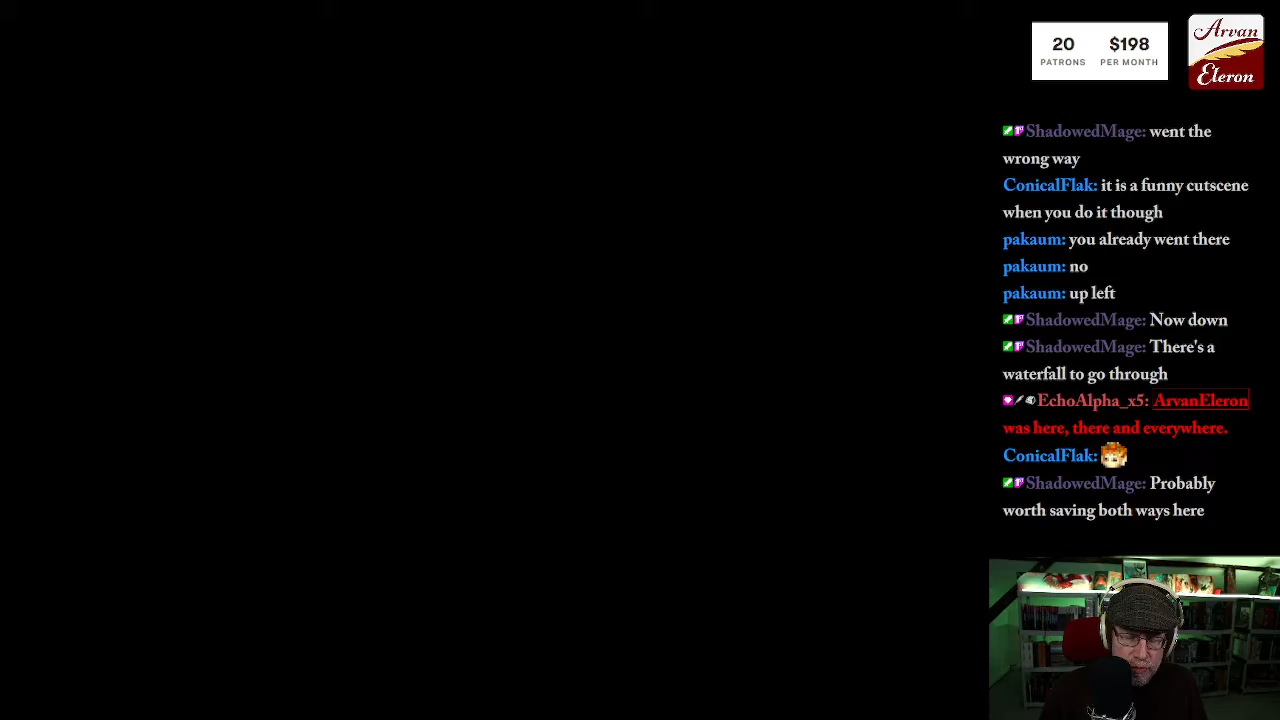 20 $198
PATRONS PER MONTH
Arvan
Eleron
ShadowedMage: went the
wrong way
ConicalFlak: it is a funny cutscene
when you do it though
pakaum: you already went there
pakaum: no
pakaum: up left
ShadowedMage: Now down
ShadowedMage: There's a
waterfall to go through
EchoAlpha_x5: ArvanEleron
was here, there and everywhere.
ConicalFlak:
ShadowedMage: Probably
worth saving both ways here